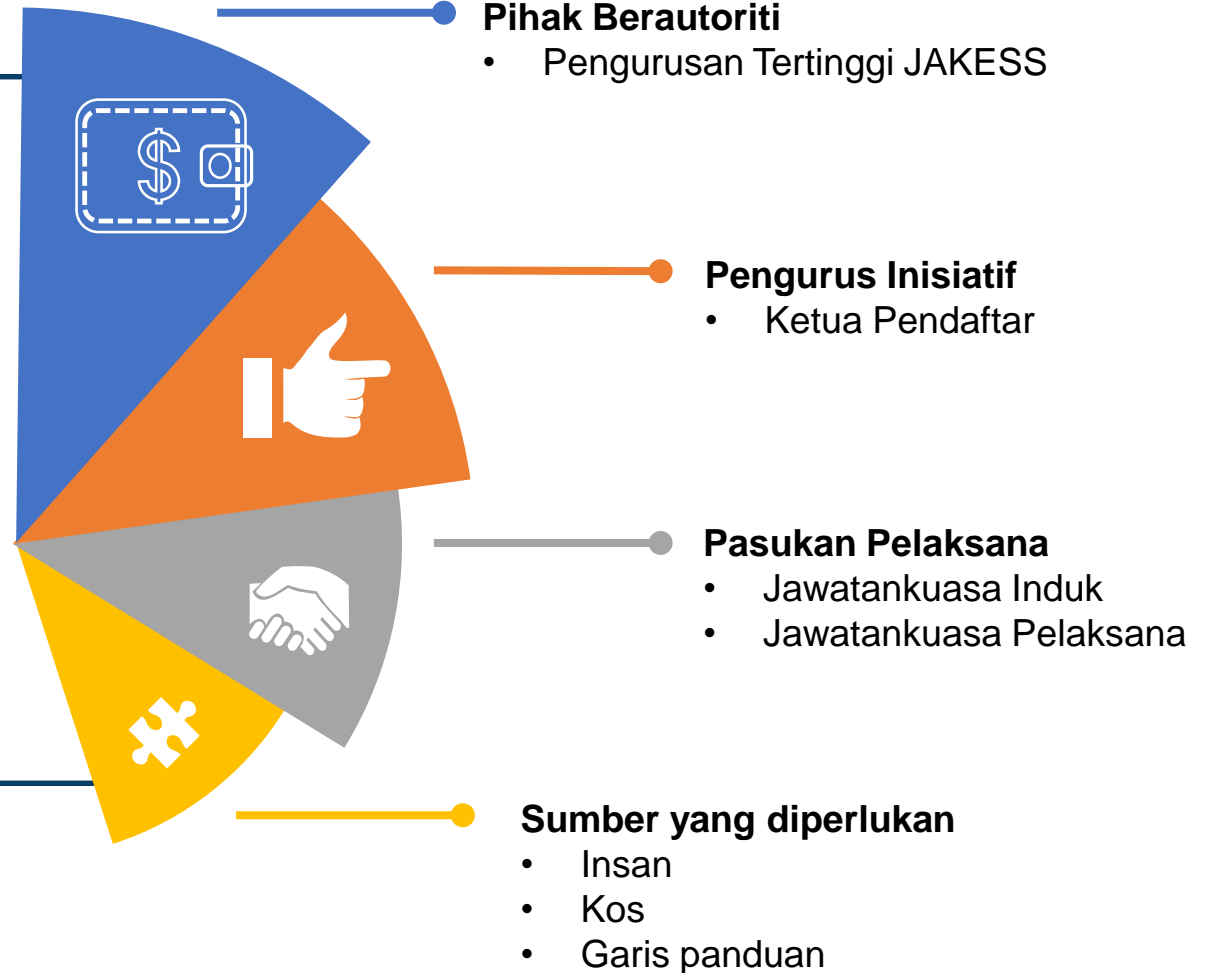 Pihak Berautoriti
• Pengurusan Tertinggi JAKESS
$
Pengurus Inisiatif
• Ketua Pendaftar
Pasukan Pelaksana
• Jawatankuasa Induk
• Jawatankuasa Pelaksana
Sumber yang diperlukan
• Insan
• Kos
• Garis panduan